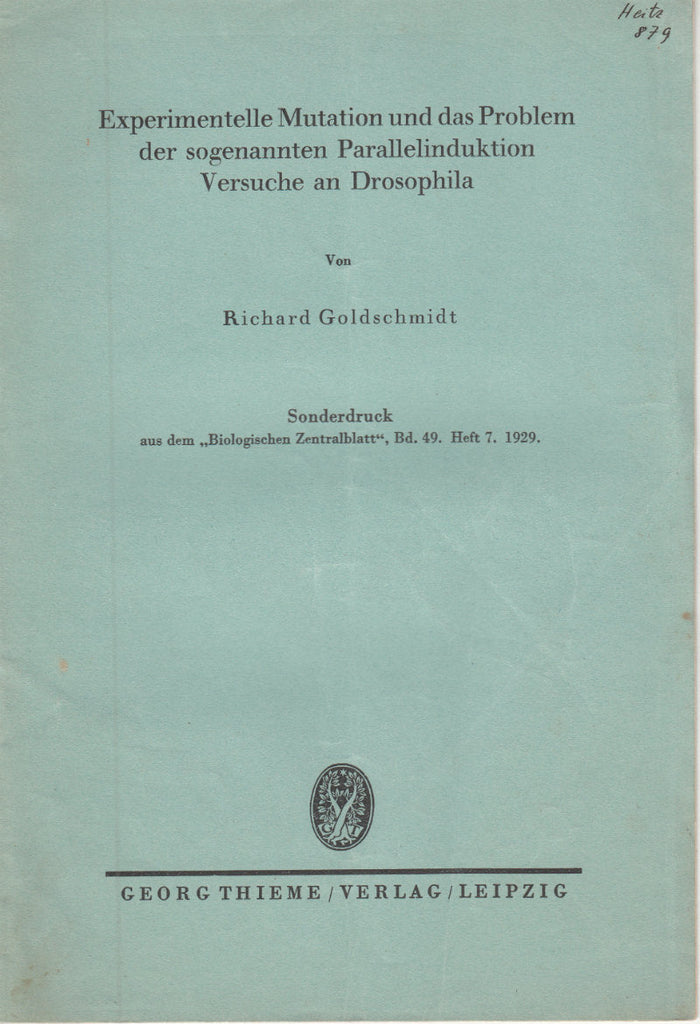 Heitz
879
Experimentelle Mutation und das Problem
der sogenannten Parallelinduktion
Versuche an Drosophila
Von
Richard Goldschmidt
Sonderdruck
aus dem „Biologischen Zentralblatt“, Bd. 49. Heft 7. 1929.
G T
GEORG THIEME / VERLAG / LEIPZIG